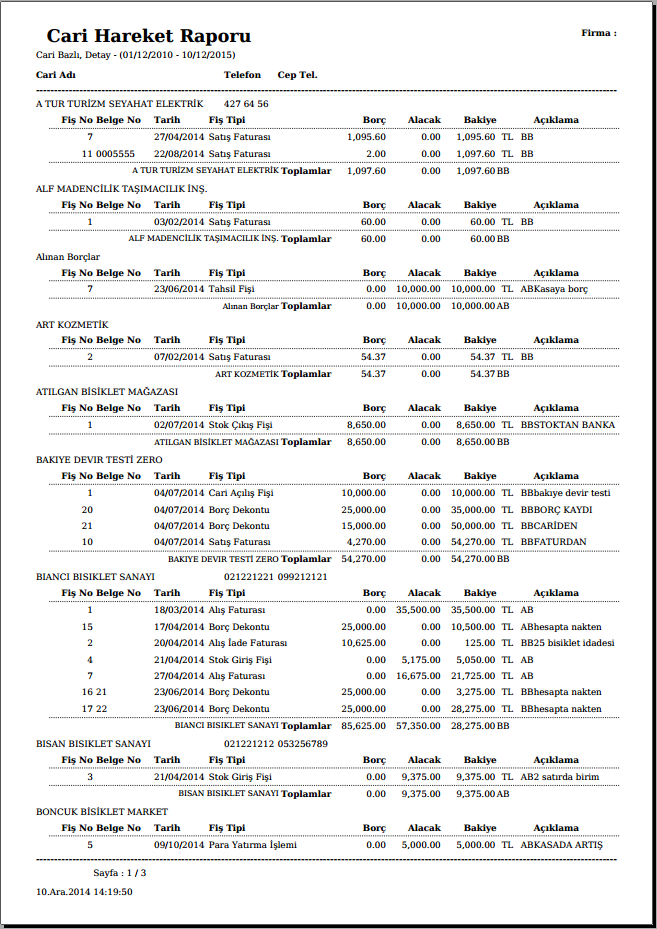 Cari Hareket Raporu
Firma :
Cari Bazlı, Detay - (01/12/2010 - 10/12/2015)
Cari Adı Telefon Cep Tel.
A TUR TURİZM SEYAHAT ELEKTRİK 427 64 56
Fiş No Belge No Tarih Fiş Tipi Borç Alacak Bakiye Açıklama
7 27/04/2014 Satış Faturası 1,095.60 0.00 1,095.60 TL BB
11 0005555 22/08/2014 Satış Faturası 2.00 0.00 1,097.60 TL BB
A TUR TURİZM SEYAHAT ELEKTRİK Toplamlar 1,097.60 0.00 1,097.60 BB
ALF MADENCİLİK TAŞIMACILIK İNŞ.
Fiş No Belge No Tarih Fiş Tipi Borç Alacak Bakiye Açıklama
1 03/02/2014 Satış Faturası 60.00 0.00 60.00 TL BB
ALF MADENCİLİK TAŞIMACILIK İNŞ. Toplamlar 60.00 0.00 60.00 BB
Alınan Borçlar
Fiş No Belge No Tarih Fiş Tipi Borç Alacak Bakiye Açıklama
7 23/06/2014 Tahsil Fişi 0.00 10,000.00 10,000.00 TL ABKasaya borç
Alınan Borçlar Toplamlar 0.00 10,000.00 10,000.00 AB
ART KOZMETİK
Fiş No Belge No Tarih Fiş Tipi Borç Alacak Bakiye Açıklama
2 07/02/2014 Satış Faturası 54.37 0.00 54.37 TL BB
ART KOZMETİK Toplamlar 54.37 0.00 54.37 BB
ATILGAN BİSİKLET MAĞAZASI
Fiş No Belge No Tarih Fiş Tipi Borç Alacak Bakiye Açıklama
1 02/07/2014 Stok Çıkış Fişi 8,650.00 0.00 8,650.00 TL BBSTOKTAN BANKA
ATILGAN BİSİKLET MAĞAZASI Toplamlar 8,650.00 0.00 8,650.00 BB
BAKIYE DEVIR TESTİ ZERO
Fiş No Belge No Tarih Fiş Tipi Borç Alacak Bakiye Açıklama
1 04/07/2014 Cari Açılış Fişi 10,000.00 0.00 10,000.00 TL BBbakıye devir testi
20 04/07/2014 Borç Dekontu 25,000.00 0.00 35,000.00 TL BBBORÇ KAYDI
21 04/07/2014 Borç Dekontu 15,000.00 0.00 50,000.00 TL BBCARİDEN
10 04/07/2014 Satış Faturası 4,270.00 0.00 54,270.00 TL BBFATURDAN
BAKIYE DEVIR TESTİ ZERO Toplamlar 54,270.00 0.00 54,270.00 BB
BIANCI BISIKLET SANAYI 021221221 099212121
Fiş No Belge No Tarih Fiş Tipi Borç Alacak Bakiye Açıklama
1 18/03/2014 Alış Faturası 0.00 35,500.00 35,500.00 TL AB
15 17/04/2014 Borç Dekontu 25,000.00 0.00 10,500.00 TL ABhesapta nakten
2 20/04/2014 Alış İade Faturası 10,625.00 0.00 125.00 TL BB25 bisiklet idadesi
4 21/04/2014 Stok Giriş Fişi 0.00 5,175.00 5,050.00 TL AB
7 27/04/2014 Alış Faturası 0.00 16,675.00 21,725.00 TL AB
16 21 23/06/2014 Borç Dekontu 25,000.00 0.00 3,275.00 TL BBhesapta nakten
17 22 23/06/2014 Borç Dekontu 25,000.00 0.00 28,275.00 TL BBhesapta nakten
BIANCI BISIKLET SANAYI Toplamlar 85,625.00 57,350.00 28,275.00 BB
BISAN BISIKLET SANAYI 021221212 053256789
Fiş No Belge No Tarih Fiş Tipi Borç Alacak Bakiye Açıklama
3 21/04/2014 Stok Giriş Fişi 0.00 9,375.00 9,375.00 TL AB2 satırda birim
BISAN BISIKLET SANAYI Toplamlar 0.00 9,375.00 9,375.00 AB
BONCUK BİSİKLET MARKET
Fiş No Belge No Tarih Fiş Tipi Borç Alacak Bakiye Açıklama
5 09/10/2014 Para Yatırma İşlemi 0.00 5,000.00 5,000.00 TL ABKASADA ARTIŞ
Sayfa : 1 / 3
10.Ara.2014 14:19:50